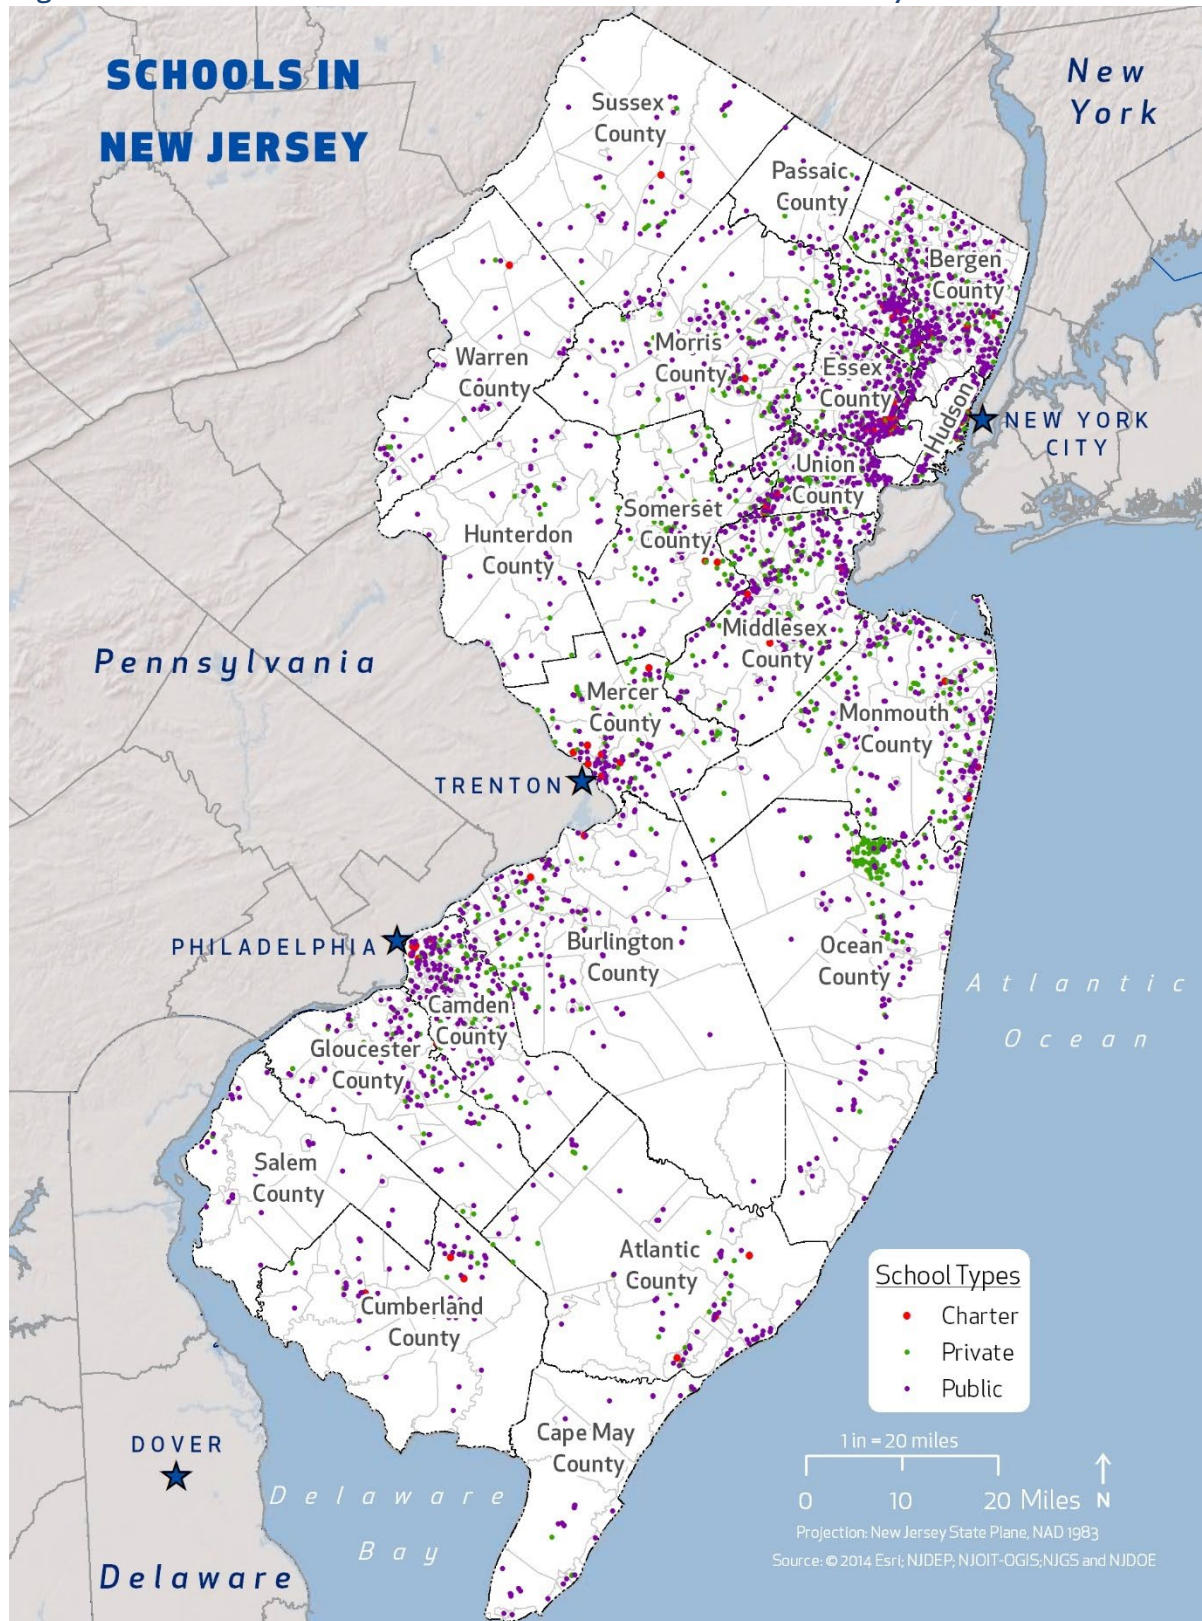 SCHOOLS IN
NEW JERSEY
New
York
Sussex
County
Passaic
County
Bergen
County
Warren
County
Morris
County
Essex
County
Hudson
NEW YORK
CITY
Union
County
Somerset
County
Hunterdon
County
Pennsylvania
Middlesex
County
Mercer
County
Monmouth
County
TRENTON
PHILADELPHIA
Burlington
County
Ocean
County
Atlantic
Ocean
Camden
County
Gloucester
County
Salem
County
Atlantic
County
Cumberland
County
Cape May
County
School Types
Charter
Private
Public
1 in = 20 miles
0 10 20 Miles N
Projection: New Jersey State Plane, NAD 1983
Source: © 2014 Esri; NJDEP; NJOIT-OGIS;NJGS and NJDOE
DOVER
Delaware
Bay
Delaware